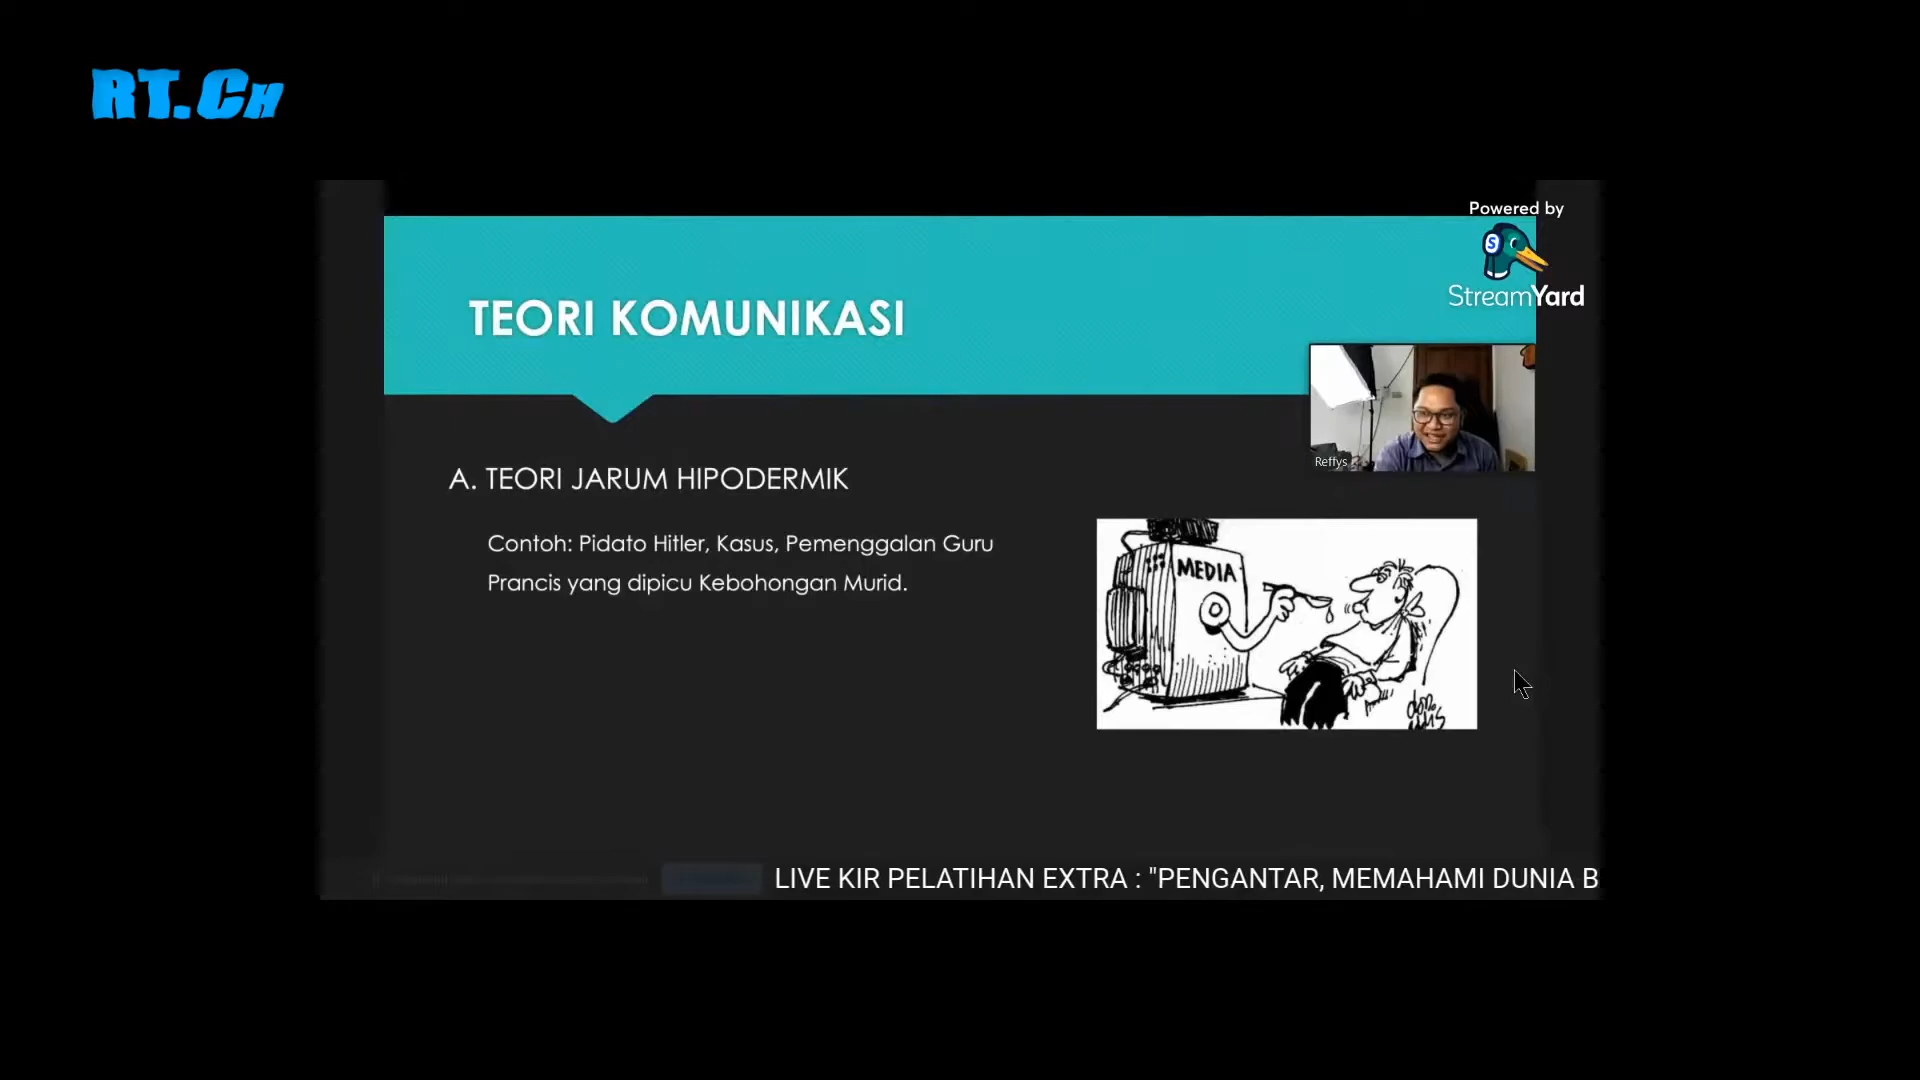 RT.CH
Powered by
StreamYard
TEORI KOMUNIKASI
Reffys
A. TEORI JARUM HIPODERMIK
Contoh: Pidato Hitler, Kasus, Pemenggalan Guru
Prancis yang dipicu Kebohongan Murid.
MEDIA
LIVE KIR PELATIHAN EXTRA : "PENGANTAR, MEMAHAMI DUNIA B